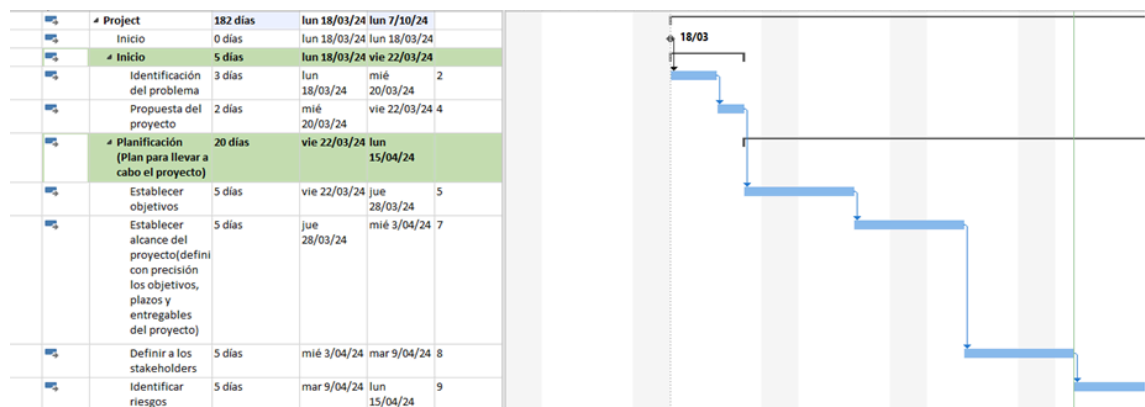 Project 182 días lun 18/03/24 lun 7/10/24
Inicio 0 días lun 18/03/24 lun 18/03/24
18/03
Inicio 5 días lun 18/03/24 vie 22/03/24
Identificación 3 días lun mié 2
del problema 18/03/24 20/03/24
Propuesta del 2 días mié vie 22/03/24 4
proyecto 20/03/24
Planificación 20 días vie 22/03/24 lun
(Plan para llevar a 15/04/24
cabo el proyecto)
Establecer 5 días vie 22/03/24 jue 5
objetivos 28/03/24
Establecer 5 días jue mié 3/04/24 7
alcance del 28/03/24
proyecto(defini
con precisión
los objetivos,
plazos y
entregables
del proyecto)
Definir a los 5 días mié 3/04/24 mar 9/04/24 8
stakeholders
Identificar 5 días mar 9/04/24 lun 9
riesgos 15/04/24